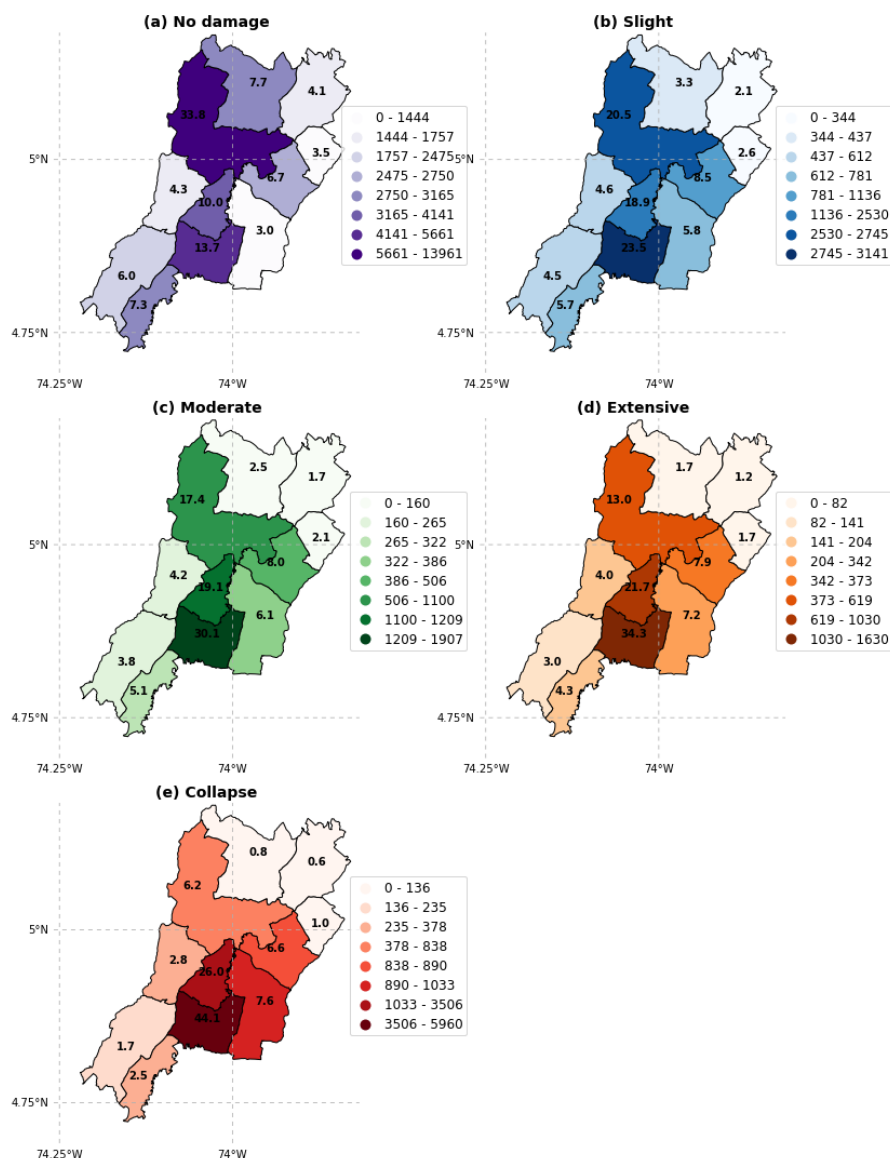 (a) No damage
7.7
4.1
33.8
3.5
5°N
6.7
4.3
10.0
3.0
13.7
6.0
7.3
4.75°N
74.25°W
74°W
0 - 1444
1444 - 1757
1757 - 2475
2475 - 2750
2750 - 3165
3165 - 4141
4141 - 5661
5661 - 13961
(b) Slight
3.3
2.1
20.5
2.6
5°N
8.5
4.6
18.9
5.8
23.5
4.5
5.7
4.75°N
74.25°W
74°W
0 - 344
344 - 437
437 - 612
612 - 781
781 - 1136
1136 - 2530
2530 - 2745
2745 - 3141
(c) Moderate
2.5
1.7
17.4
2.1
5°N
8.0
4.2
19.1
6.1
30.1
3.8
5.1
4.75°N
74.25°W
74°W
0 - 160
160 - 265
265 - 322
322 - 386
386 - 506
506 - 1100
1100 - 1209
1209 - 1907
(d) Extensive
1.7
1.2
13.0
1.7
5°N
7.9
4.0
21.7
7.2
34.3
3.0
4.3
4.75°N
74.25°W
74°W
0 - 82
82 - 141
141 - 204
204 - 342
342 - 373
373 - 619
619 - 1030
1030 - 1630
(e) Collapse
0.8
0.6
6.2
1.0
5°N
6.6
2.8
26.0
7.6
44.1
1.7
2.5
4.75°N
74.25°W
74°W
0 - 136
136 - 235
235 - 378
378 - 838
838 - 890
890 - 1033
1033 - 3506
3506 - 5960